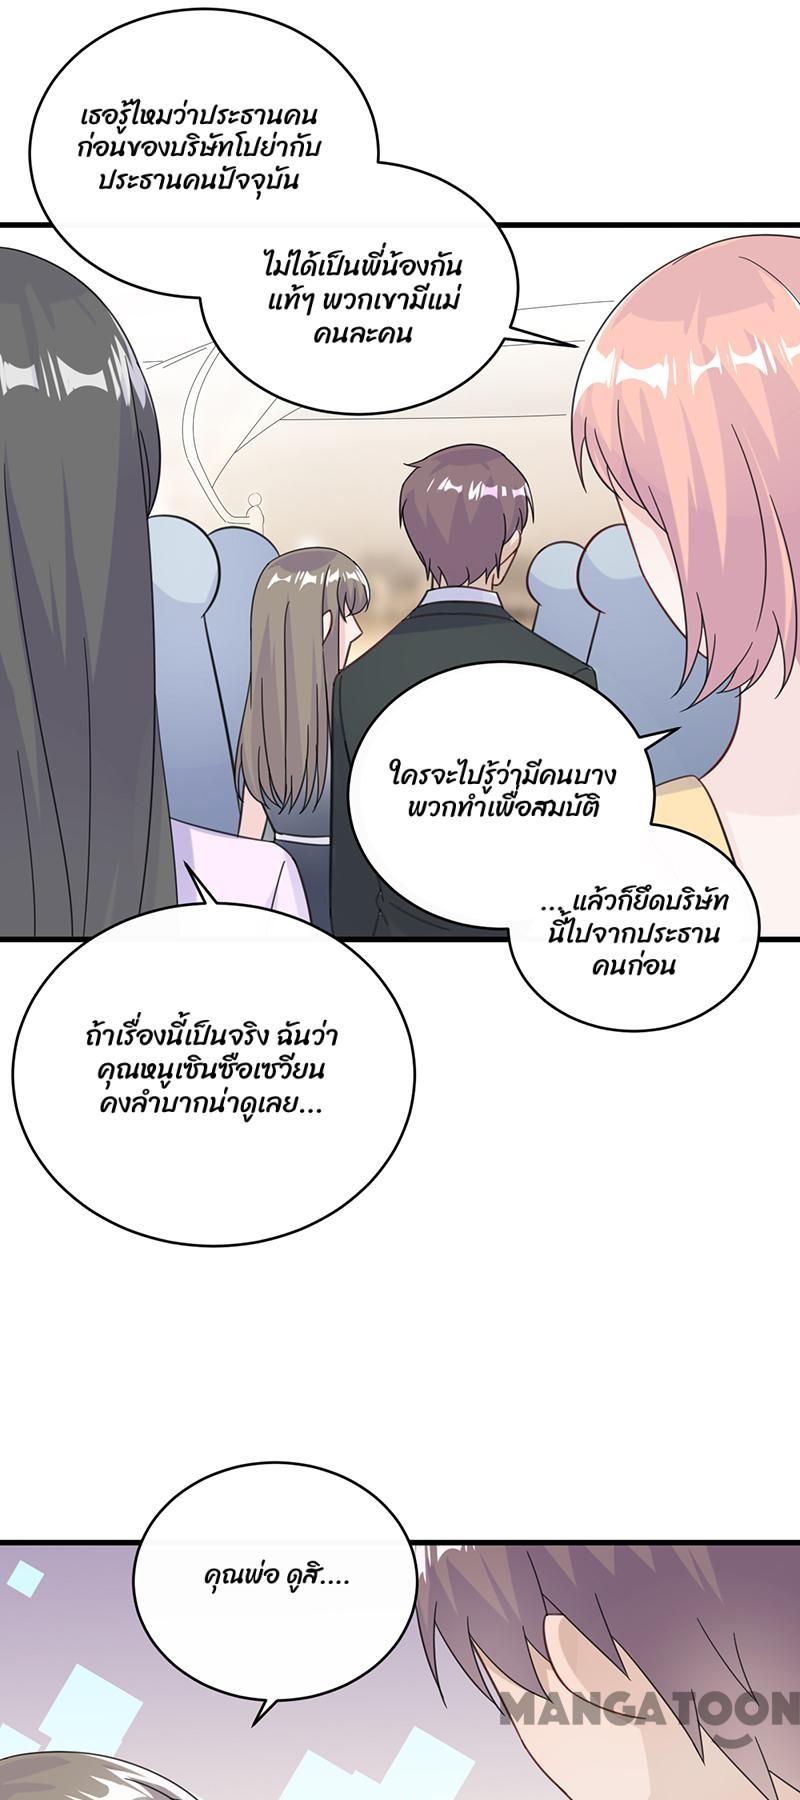 เธอรู้ไหมว่าประธานคน
ก่อนของบริษัทโปย่ากับ
ประธานคนปัจจุบัน
ไม่ได้เป็นพี่น้องกัน
แท้ๆ พวกเขามีแม่
คนละคน
ใครจะไปรู้ว่ามีคนบาง
พวกทำเพื่อสมบัติ
... แล้วก็ยึดบริษัท
นี้ไปจากประธาน
คนก่อน
ถ้าเรื่องนี้เป็นจริง ฉันว่า
คุณหนูเซินซือเซวียน
คงลำบากน่าดูเลย...
คุณพ่อ ดูสิ....
MANGATOON